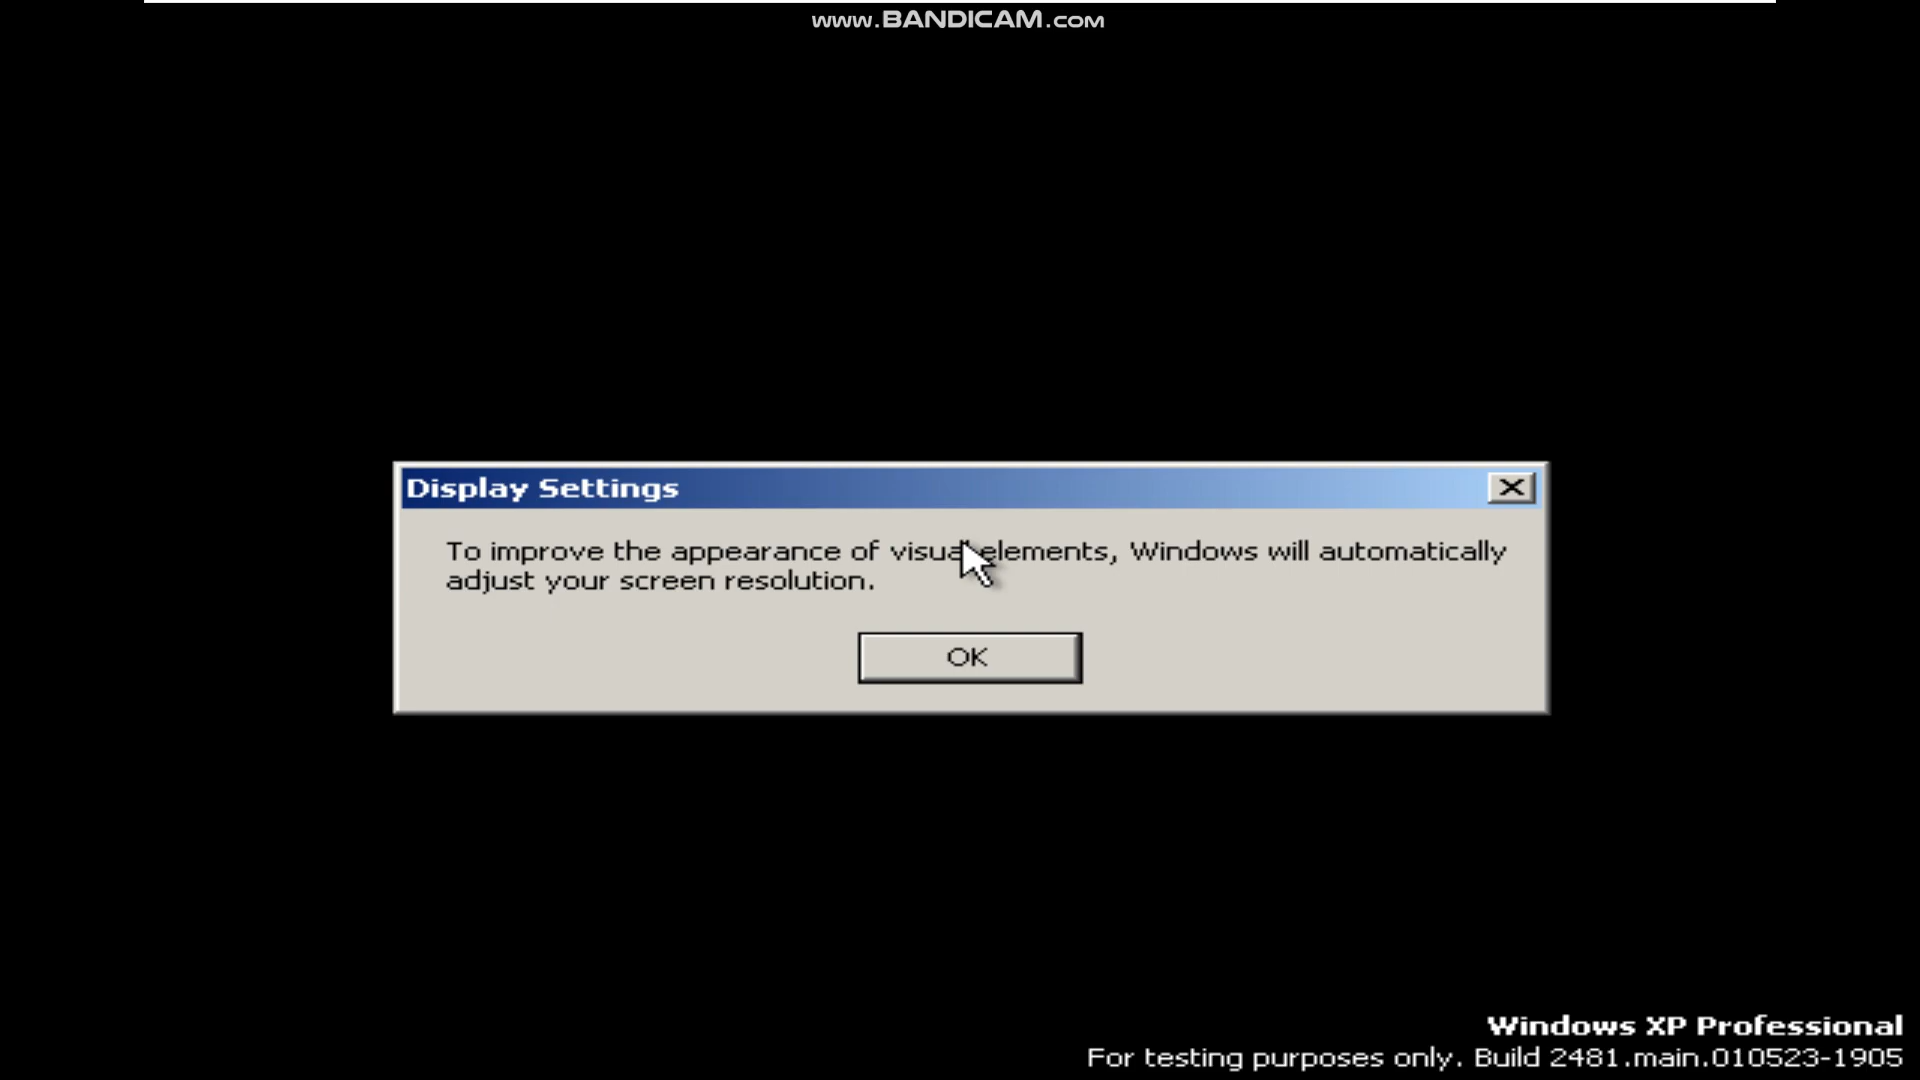 www.BANDICAM.com
Display Settings
To improve the appearance of visual elements, Windows will automatically
adjust your screen resolution.
OK
Windows XP Professional
For testing purposes only. Build 2481.main.010523-1905